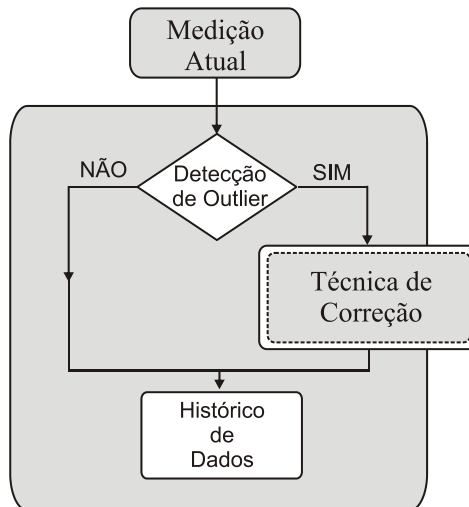 Medição
Atual
NÃO
Detecção
de Outlier
SIM
Técnica de
Correção
Histórico
de
Dados